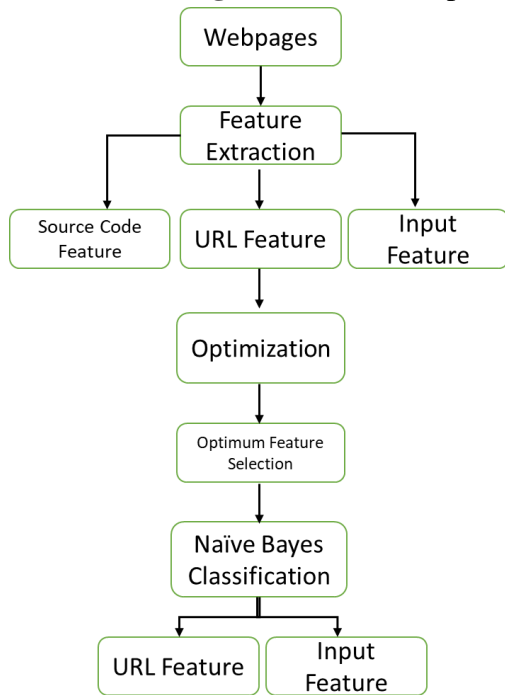 Webpages
Feature
Extraction
Source Code
Feature
URL Feature
Input
Feature
Optimization
Optimum Feature
Selection
Naïve Bayes
Classification
URL Feature
Input
Feature